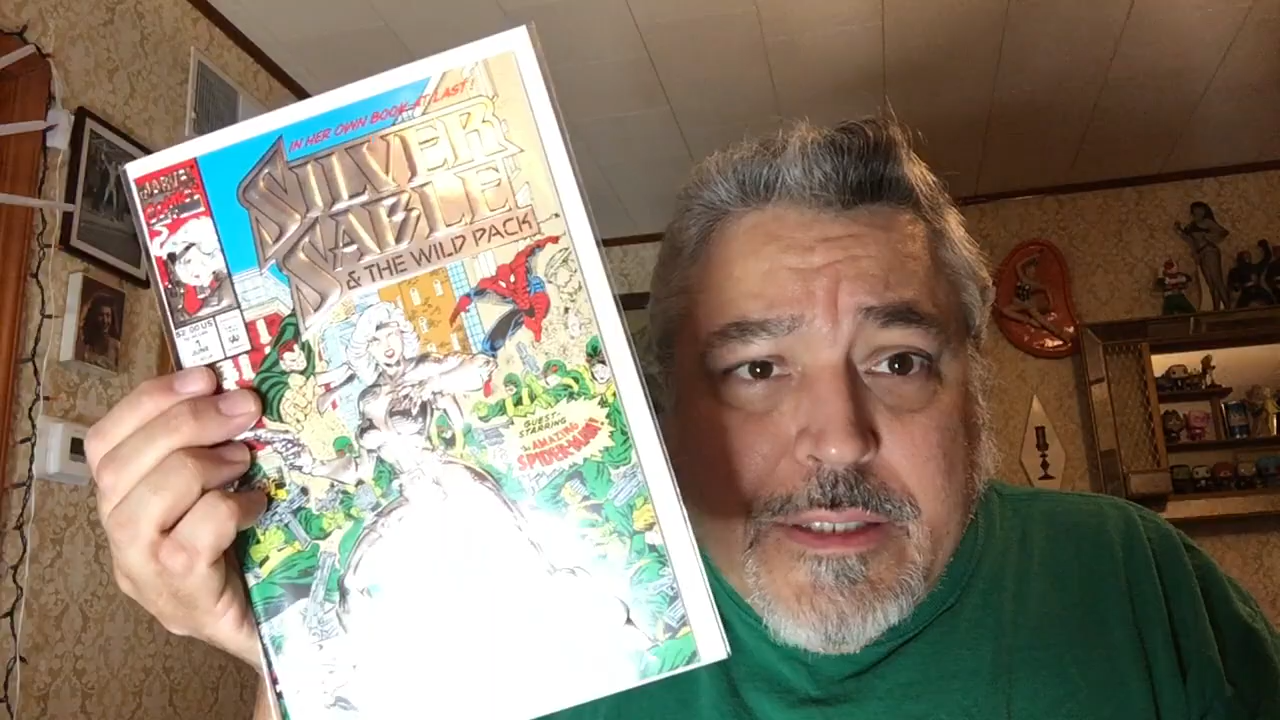 IN HER OWN BOOK AT LAST!
MARVEL
COMICS
SILVER
SABLE
& THE WILD PACK
$2.00 US
1
JUNE
GUEST-
STARRING
THE AMAZING
SPIDER-MAN!